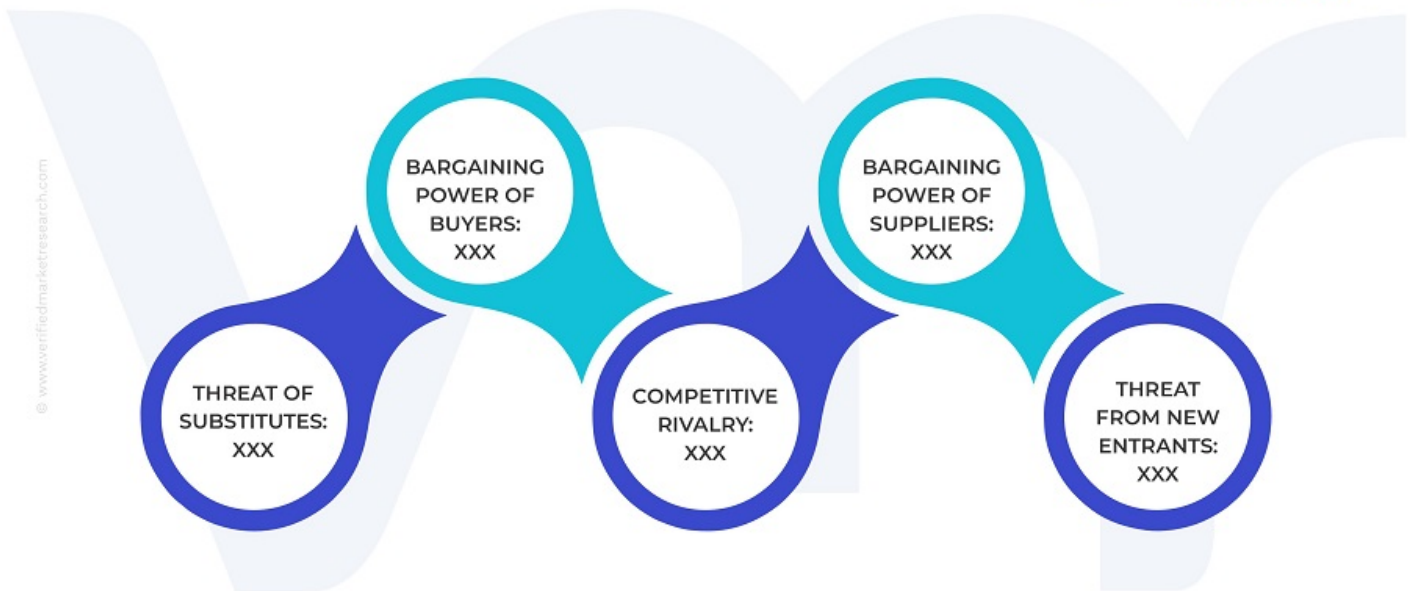 © www.verifiedmarketresearch.com
THREAT OF
SUBSTITUTES:
XXX
BARGAINING
POWER OF
BUYERS:
XXX
COMPETITIVE
RIVALRY:
XXX
BARGAINING
POWER OF
SUPPLIERS:
XXX
THREAT
FROM NEW
ENTRANTS:
XXX